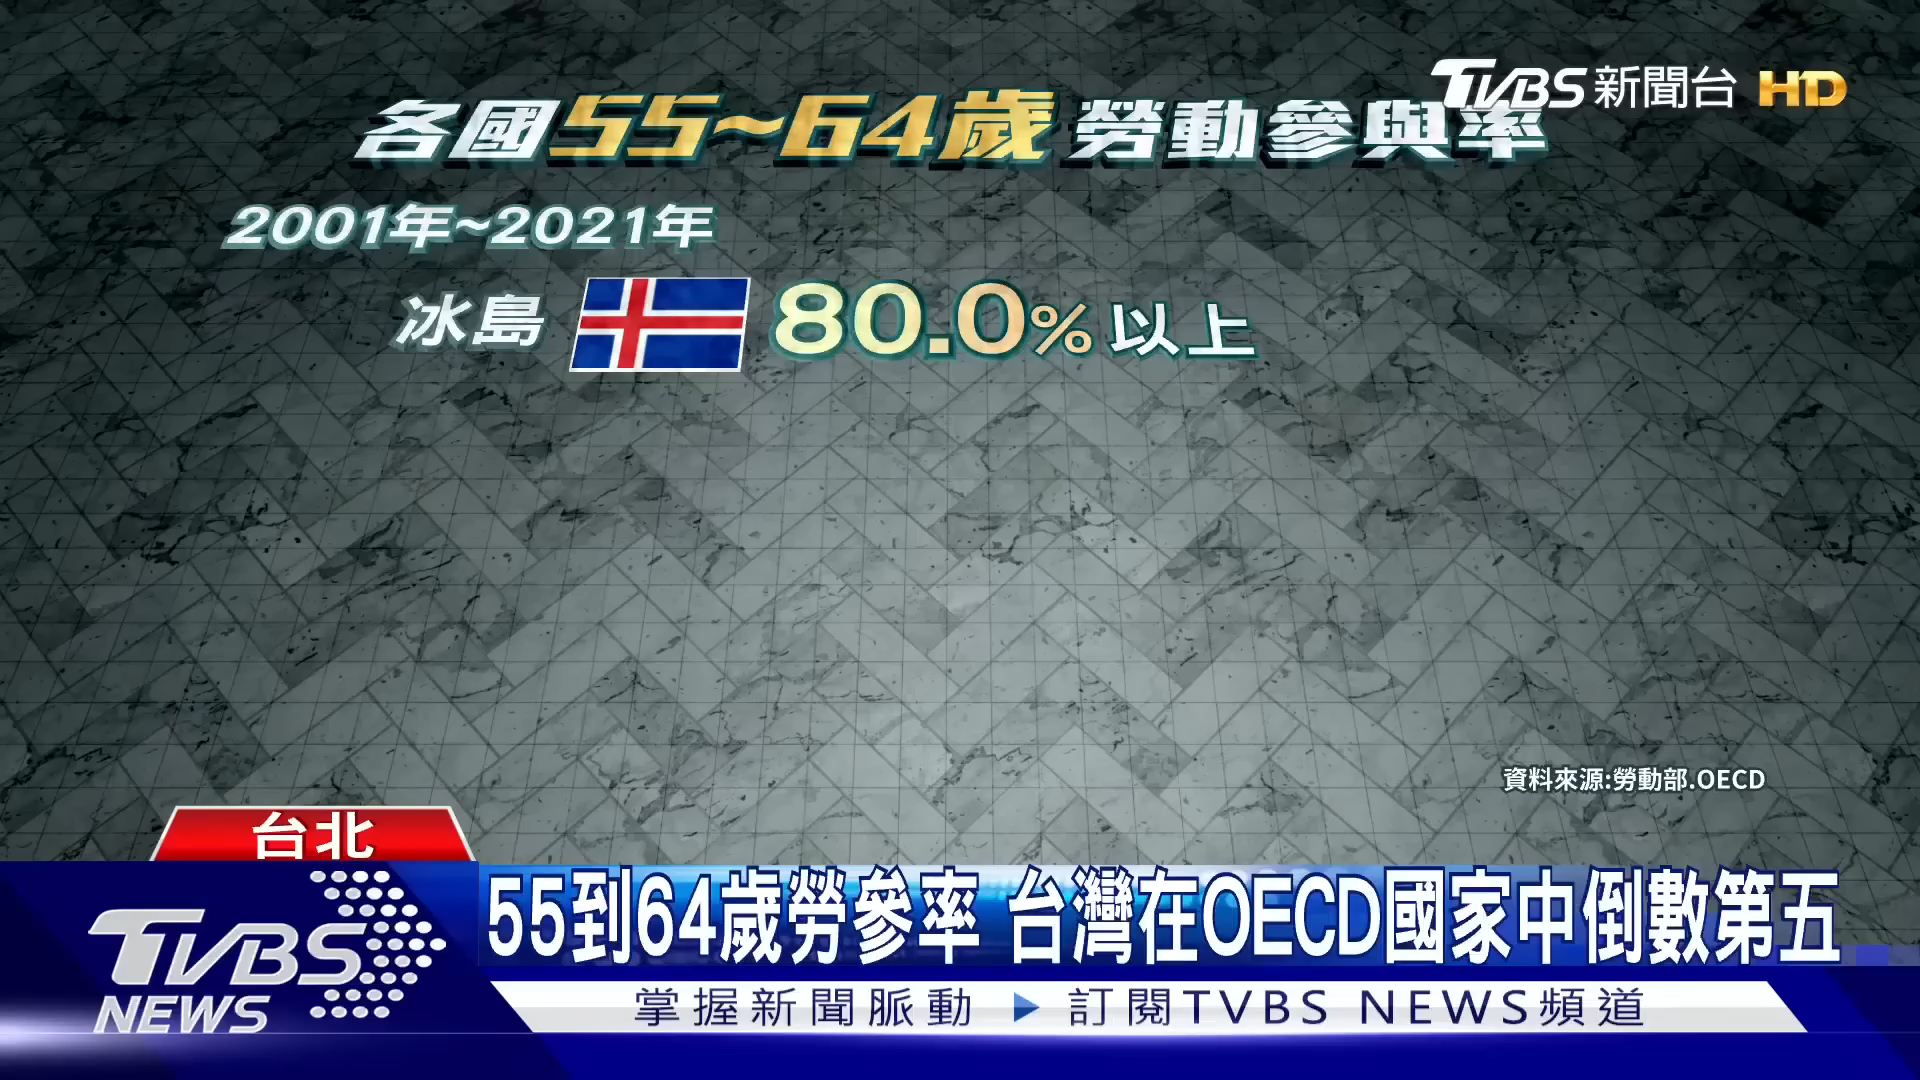 TVBS新聞台 HD
各國55~64歲勞動參與率
2001年~2021年
冰島 80.0%以上
資料來源:勞動部.OECD
台北
55到64歲勞參率 台灣在OECD國家中倒數第五
TVBS
NEWS
掌握新聞脈動 ▶ 訂閱TVBS NEWS頻道